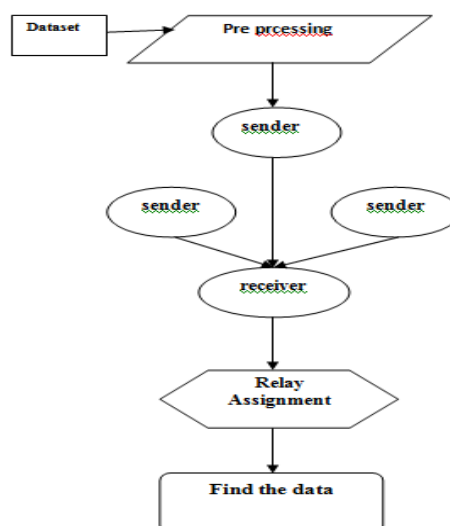 Dataset
Pre prcessing
sender
sender
sender
receiver
Relay
Assignment
Find the data